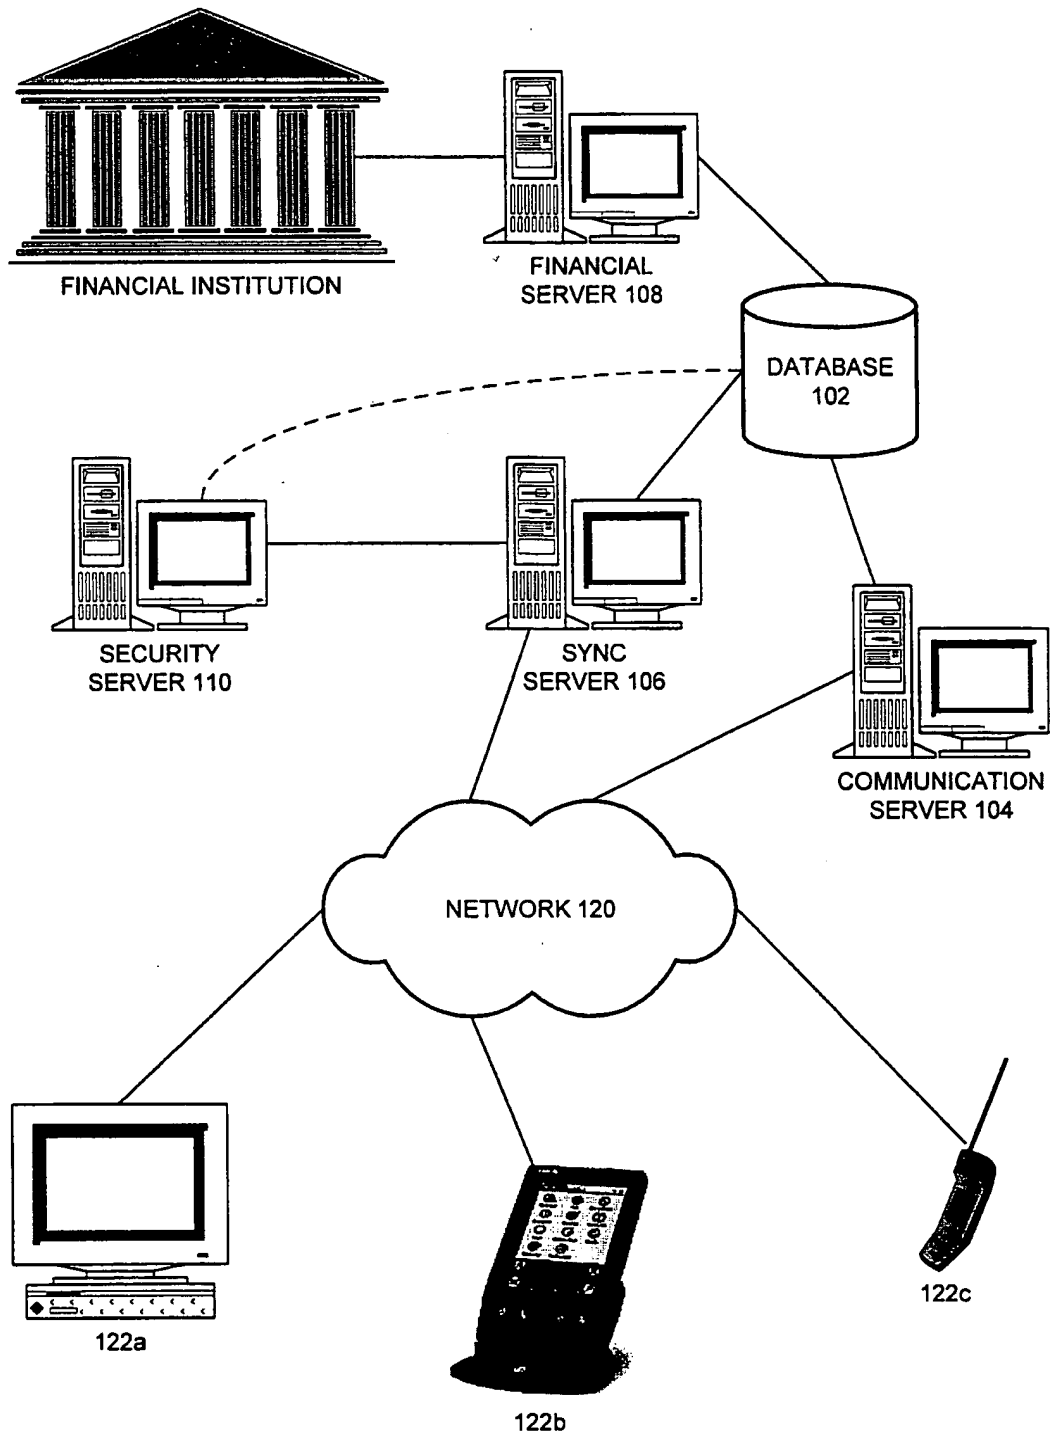 FINANCIAL INSTITUTION
FINANCIAL
SERVER 108
DATABASE
102
SECURITY
SERVER 110
SYNC
SERVER 106
COMMUNICATION
SERVER 104
NETWORK 120
122a
122b
122c